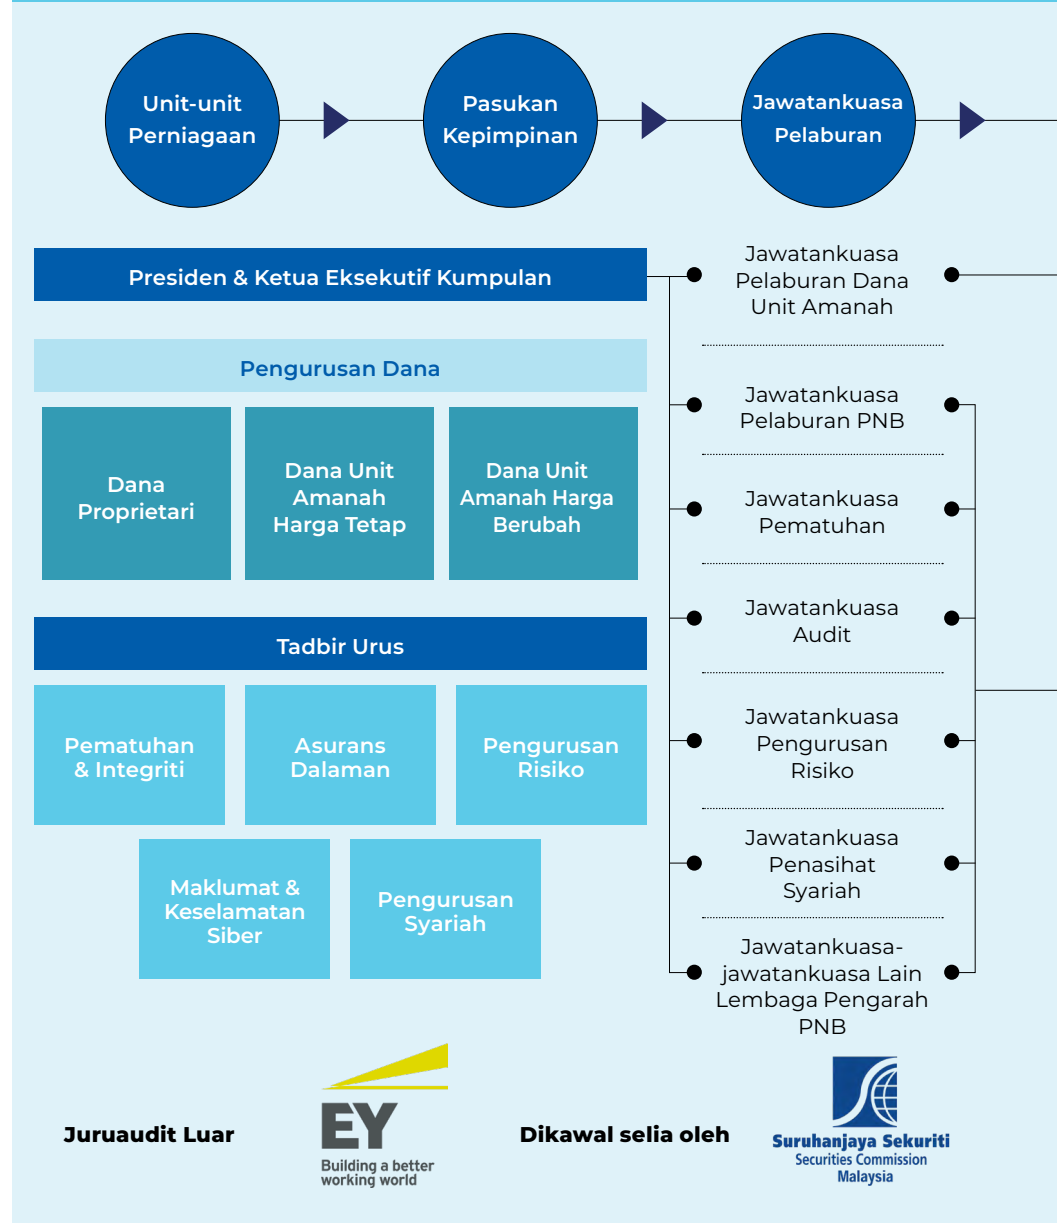 Unit-unit
Perniagaan
Pasukan
Kepimpinan
Jawatankuasa
Pelaburan
Presiden & Ketua Eksekutif Kumpulan
Pengurusan Dana
Dana
Proprietari
Dana Unit
Amanah
Harga Tetap
Dana Unit
Amanah Harga
Berubah
Tadbir Urus
Pematuhan
& Integriti
Asurans
Dalaman
Pengurusan
Risiko
Maklumat &
Keselamatan
Siber
Pengurusan
Syariah
Jawatankuasa
Pelaburan Dana
Unit Amanah
Jawatankuasa
Pelaburan PNB
Jawatankuasa
Pematuhan
Jawatankuasa
Audit
Jawatankuasa
Pengurusan
Risiko
Jawatankuasa
Penasihat
Syariah
Jawatankuasa-
jawatankuasa Lain
Lembaga Pengarah
PNB
Juruaudit Luar
EY
Building a better
working world
Dikawal selia oleh
Suruhanjaya Sekuriti
Securities Commission
Malaysia